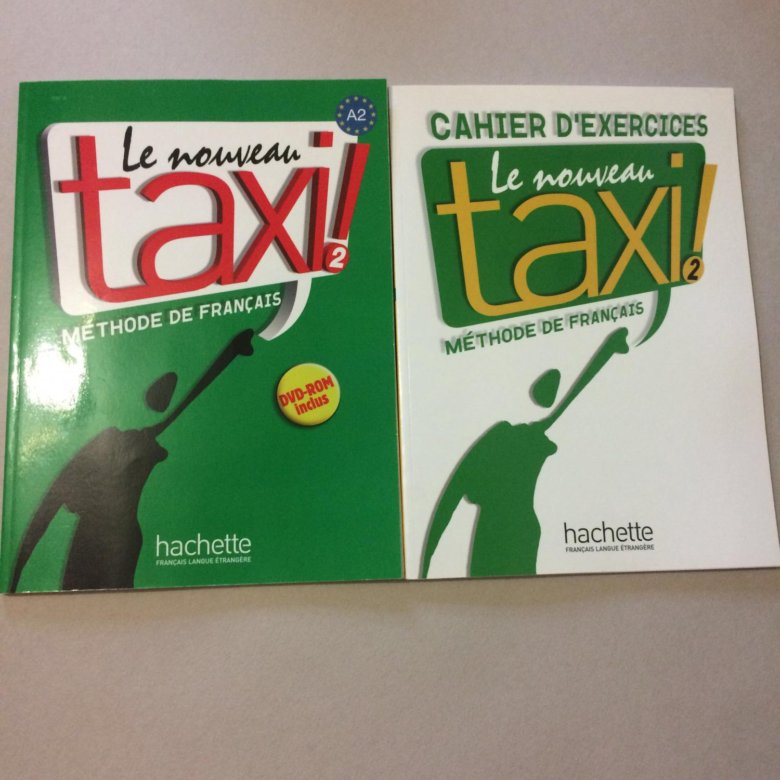 A2
Le nouveau
taxi!
2
MÉTHODE DE FRANÇAIS
DVD-ROM
inclus
hachette
FRANÇAIS LANGUE ÉTRANGÈRE
CAHIER D'EXERCICES
Le nouveau
taxi!
2
MÉTHODE DE FRANÇAIS
hachette
FRANÇAIS LANGUE ÉTRANGÈRE